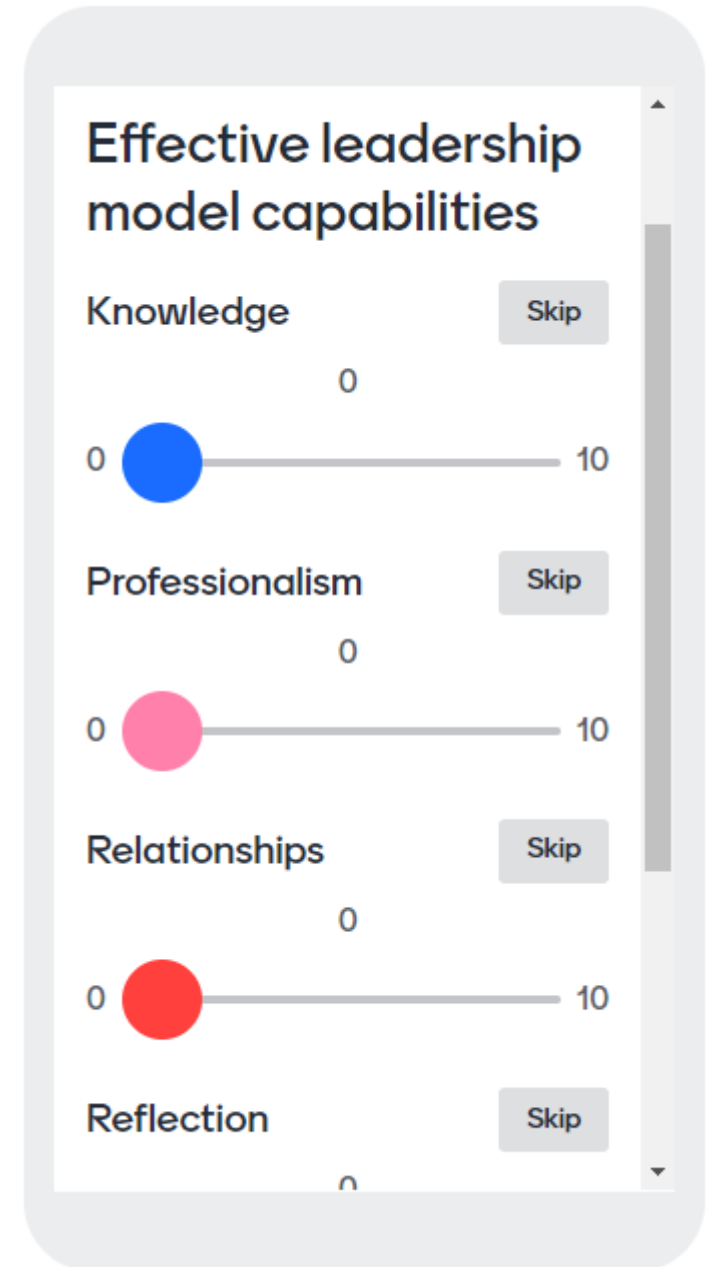 Effective leadership
model capabilities
Knowledge Skip
0
0 10
Professionalism Skip
0
0 10
Relationships Skip
0
0 10
Reflection Skip
0